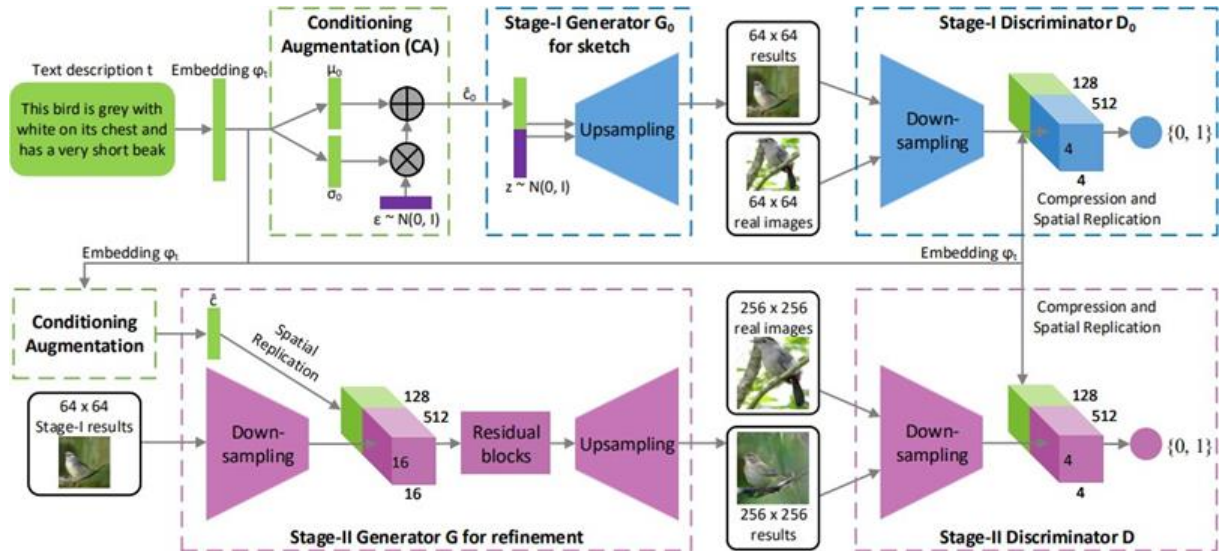 Conditioning
Augmentation (CA)
Stage-I Generator G₀
for sketch
Stage-I Discriminator D₀
Text description t
Embedding φₜ
This bird is grey with
white on its chest and
has a very short beak
μ₀
σ₀
ε ~ N(0, I)
ĉ₀
z ~ N(0, I)
Upsampling
64 x 64
results
64 x 64
real images
Down-
sampling
128
512
4
4
{0, 1}
Compression and
Spatial Replication
Embedding φₜ
Embedding φₜ
Conditioning
Augmentation
ĉ
Spatial
Replication
64 x 64
Stage-I results
Down-
sampling
128
512
16
16
Residual
blocks
Upsampling
Stage-II Generator G for refinement
256 x 256
real images
256 x 256
results
Compression and
Spatial Replication
Down-
sampling
128
512
4
4
{0, 1}
Stage-II Discriminator D